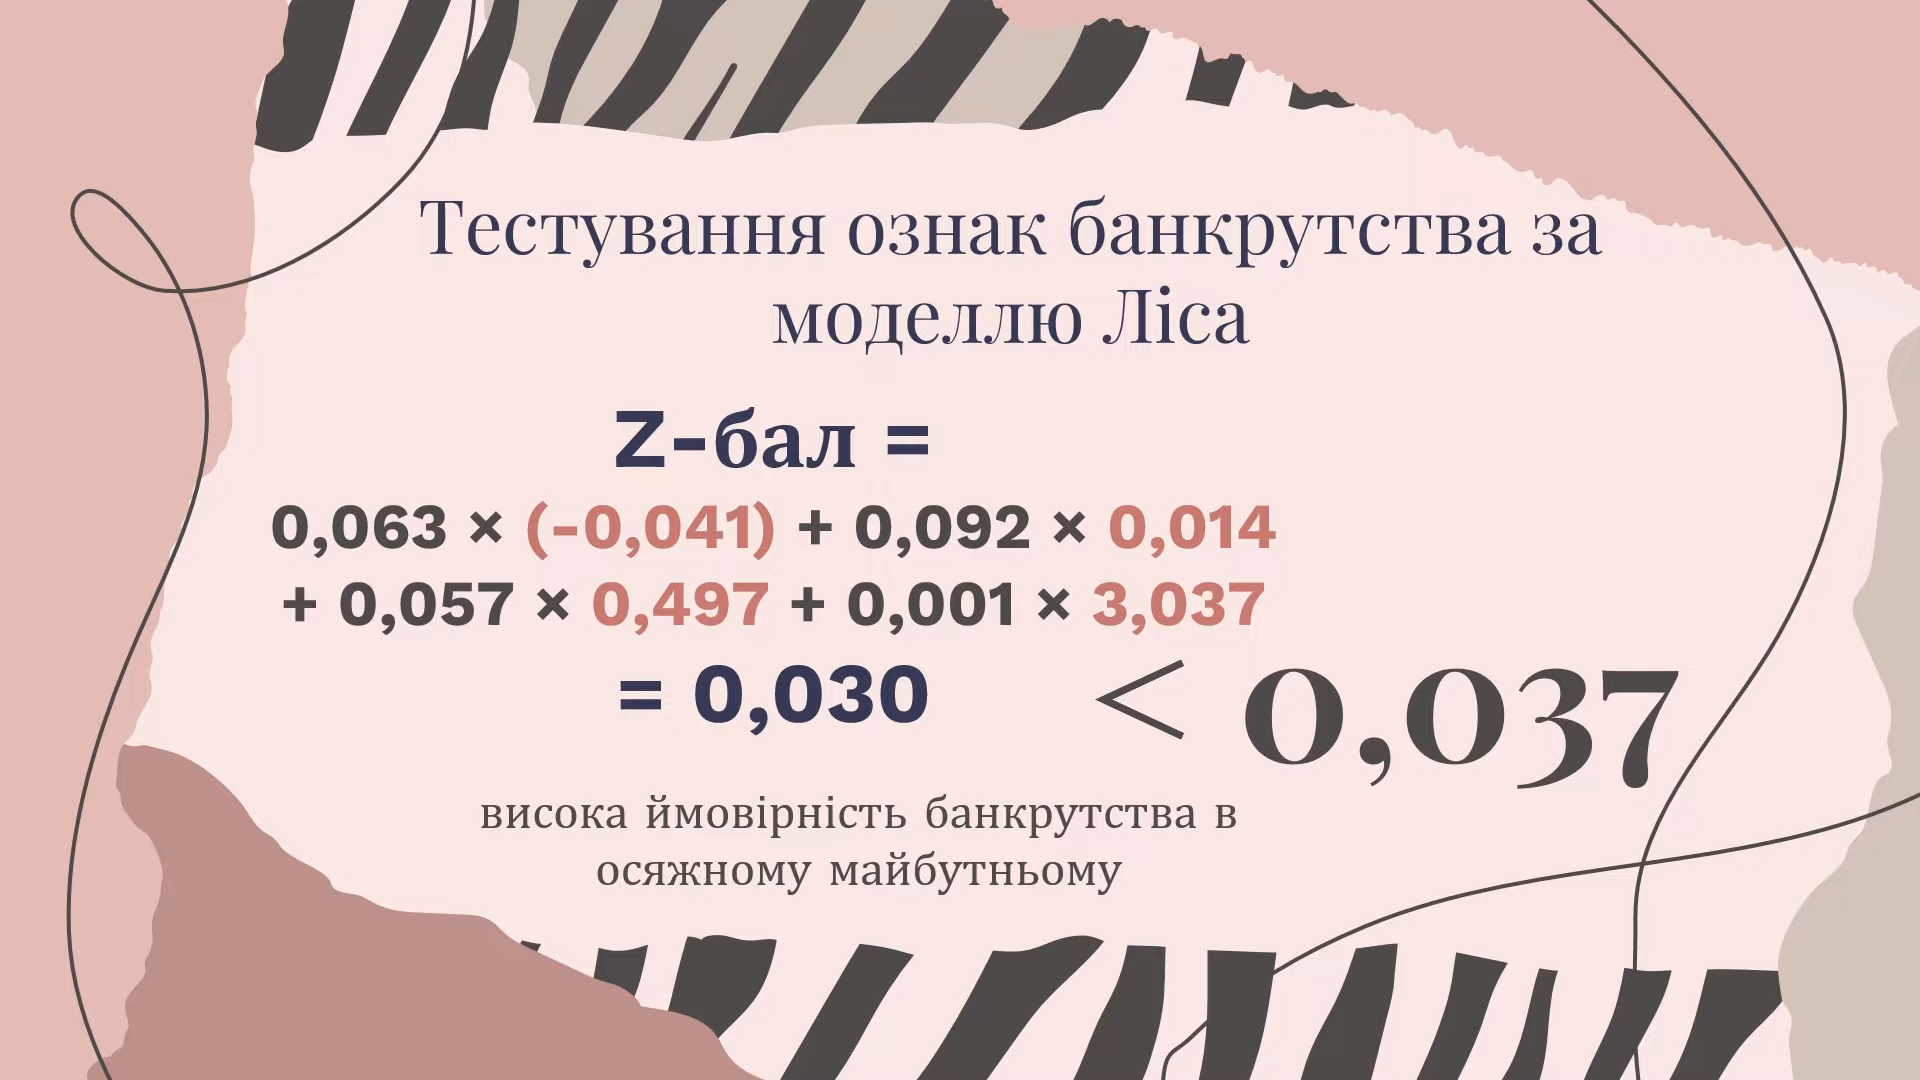 Тестування ознак банкрутства за
моделлю Ліса
Z-бал =
0,063 × (-0,041) + 0,092 × 0,014
+ 0,057 × 0,497 + 0,001 × 3,037
= 0,030 < 0,037
висока ймовірність банкрутства в
осяжному майбутньому